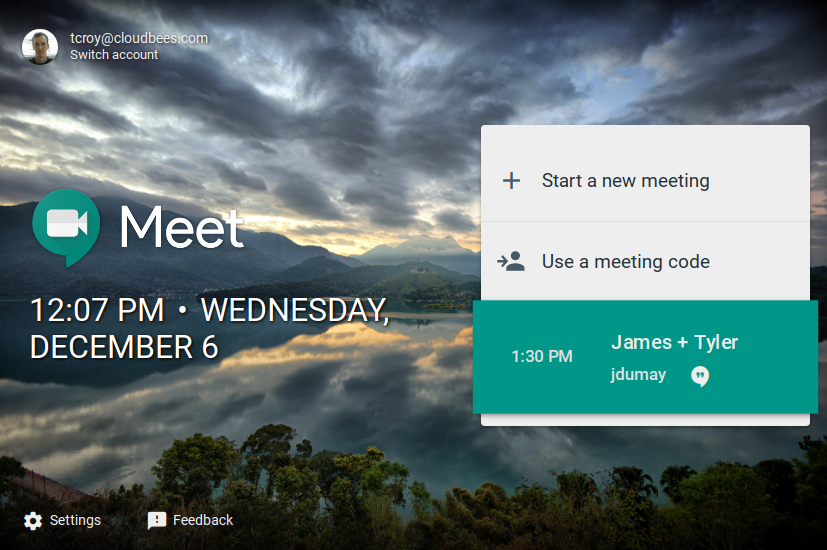 tcroy@cloudbees.com
Switch account
Meet
12:07 PM • WEDNESDAY,
DECEMBER 6
Start a new meeting
Use a meeting code
1:30 PM
James + Tyler
jdumay
Settings
Feedback